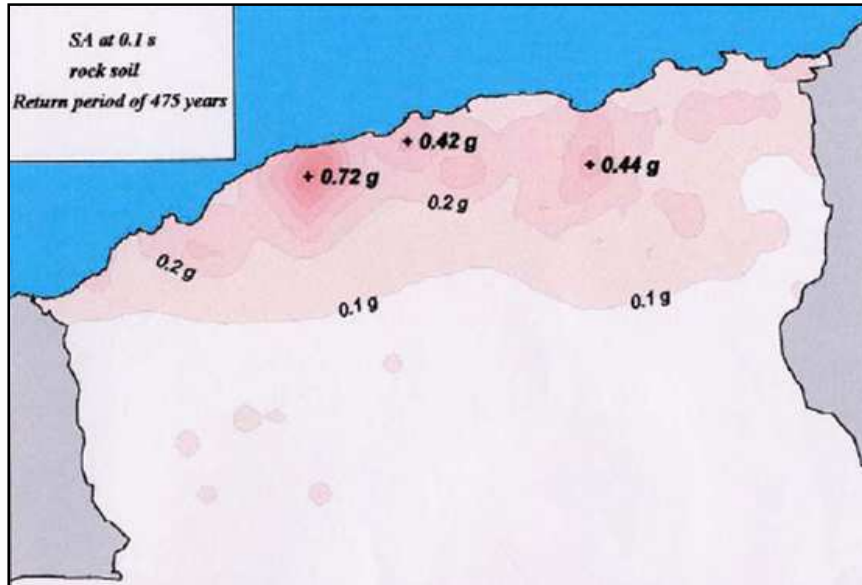 SA at 0.1 s
rock soil
Return period of 475 years
+ 0.42 g
+ 0.72 g
+ 0.44 g
0.2 g
0.2 g
0.1 g
0.1 g